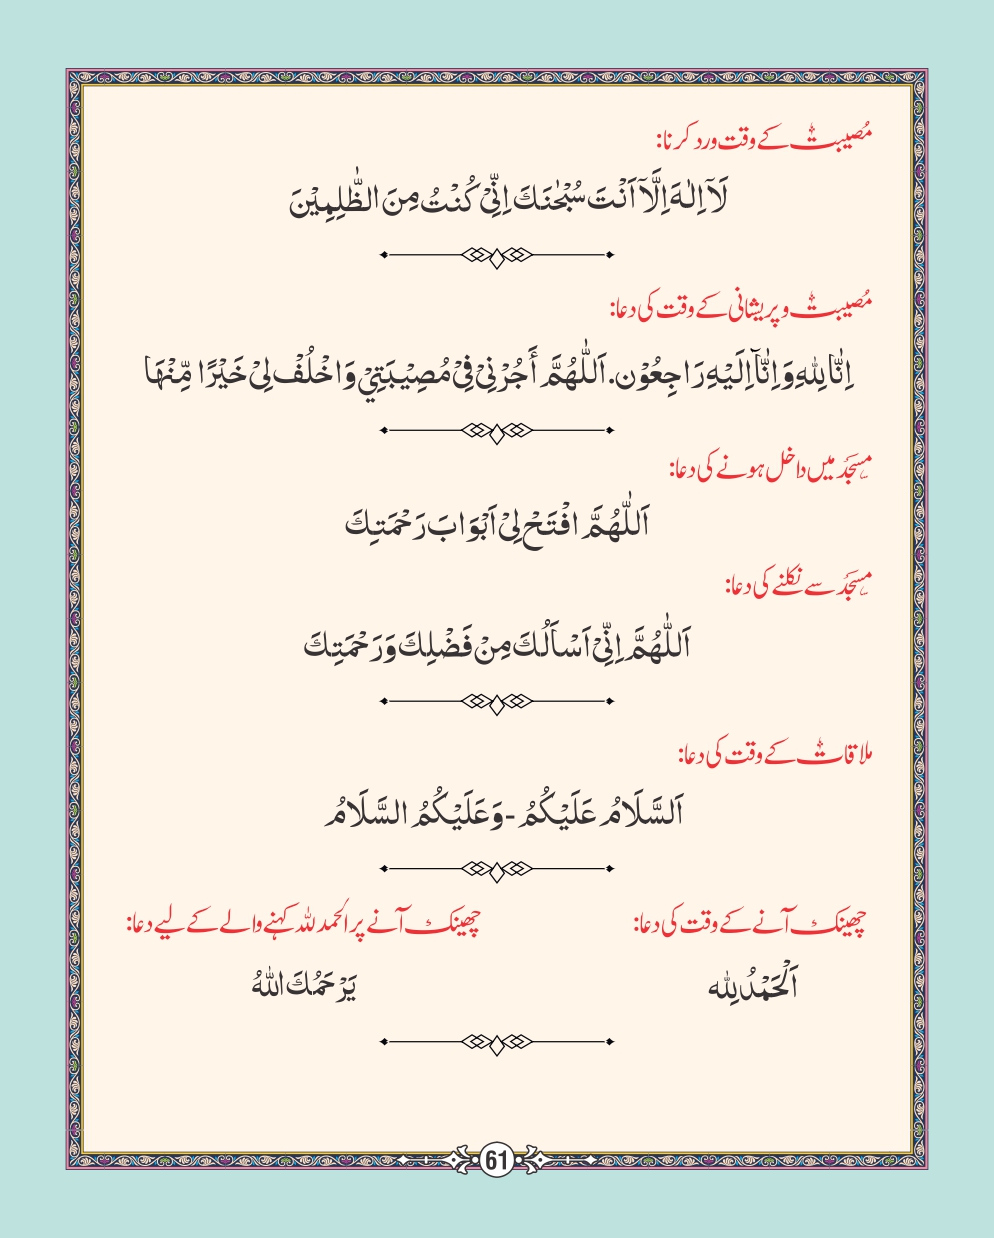 مُصیبت کے وقت ورد کرنا:
لَآ اِلٰهَ اِلَّآ اَنْتَ سُبْحٰنَكَ اِنِّىْ كُنْتُ مِنَ الظّٰلِمِيْنَ
مُصیبت و پریشانی کے وقت کی دعا:
اِنَّا لِلّٰهِ وَاِنَّآ اِلَيْهِ رَاجِعُوْن. اَللّٰهُمَّ أَجُرْنِىْ فِىْ مُصِيْبَتِيْ وَاخْلُفْ لِىْ خَيْرًا مِّنْهَا
مسجد میں داخل ہونے کی دعا:
اَللّٰهُمَّ افْتَحْ لِىْ اَبْوَابَ رَحْمَتِكَ
مسجد سے نکلنے کی دعا:
اَللّٰهُمَّ اِنِّىْ اَسْاَلُكَ مِنْ فَضْلِكَ وَرَحْمَتِكَ
ملاقات کے وقت کی دعا:
اَلسَّلَامُ عَلَيْكُمُ - وَعَلَيْكُمُ السَّلَامُ
چھینک آنے کے وقت کی دعا:
اَلْحَمْدُ لِلّٰه
چھینک آنے پر الحمد للہ کہنے والے کے لیے دعا:
يَرْحَمُكَ اللّٰهُ
61